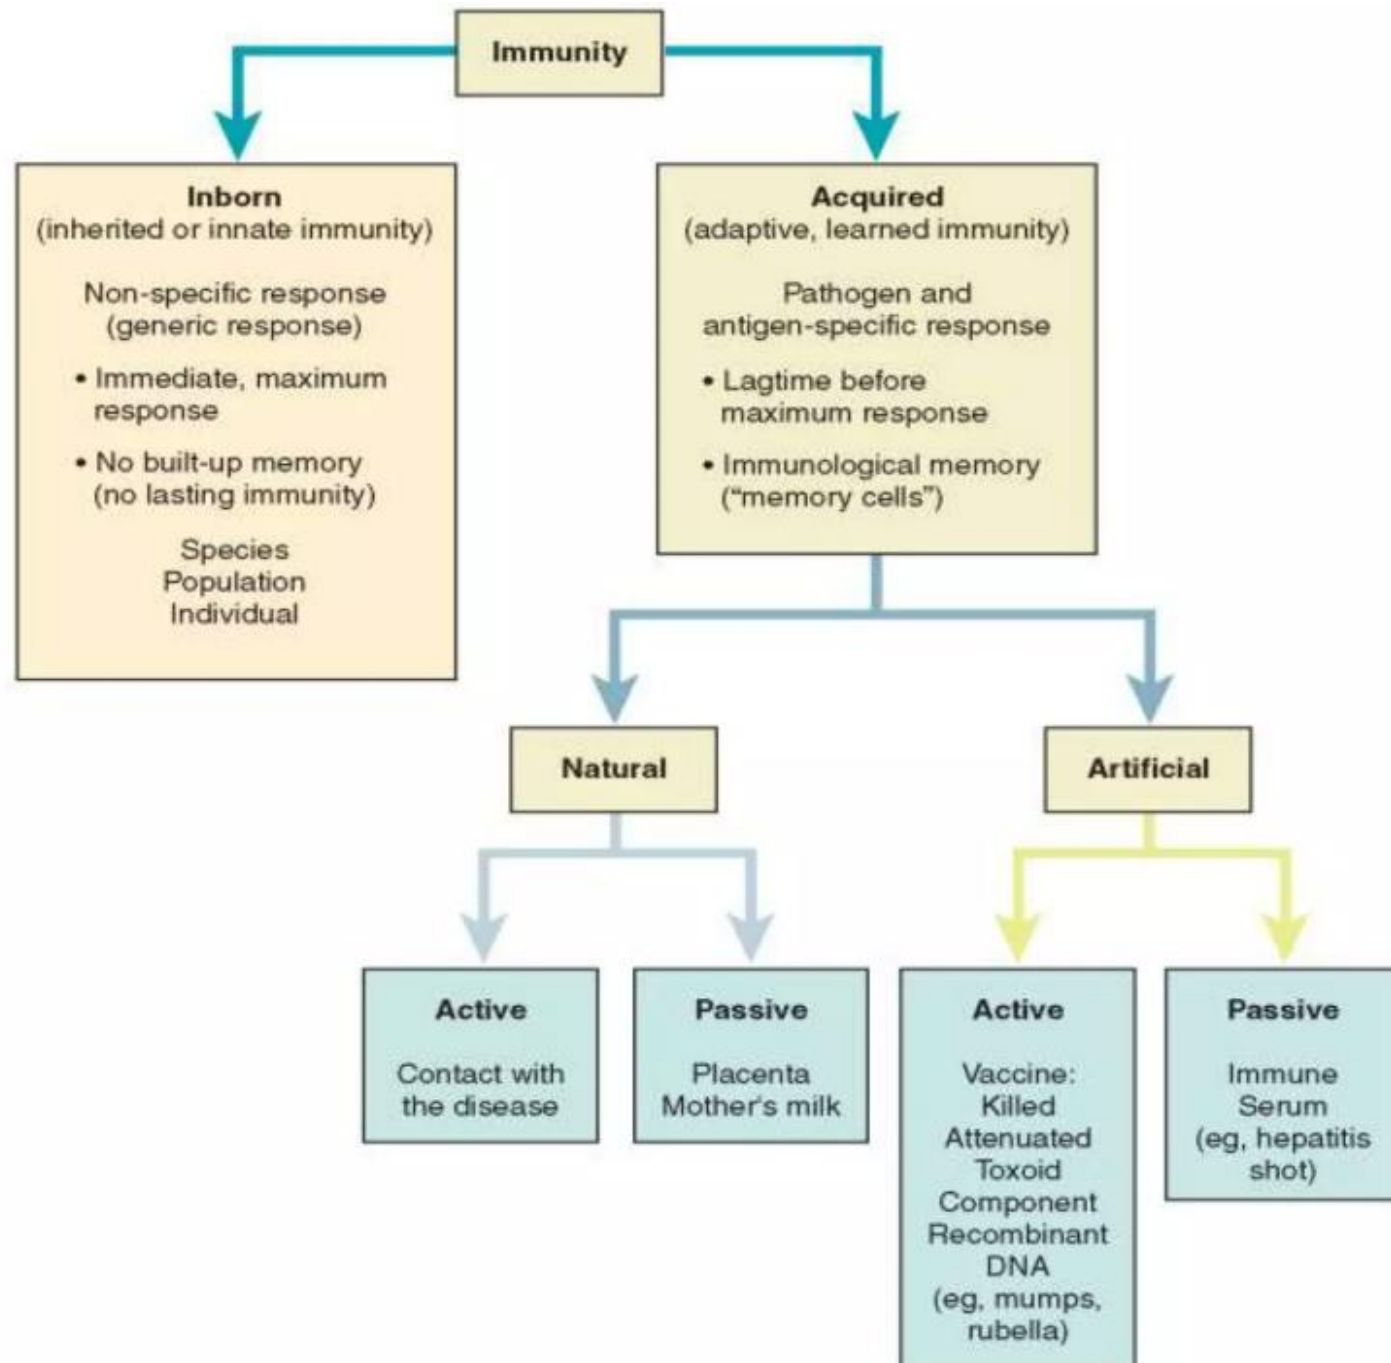 Immunity
Inborn
(inherited or innate immunity)
Non-specific response
(generic response)
• Immediate, maximum
response
• No built-up memory
(no lasting immunity)
Species
Population
Individual
Acquired
(adaptive, learned immunity)
Pathogen and
antigen-specific response
• Lagtime before
maximum response
• Immunological memory
(“memory cells”)
Natural
Artificial
Active
Contact with
the disease
Passive
Placenta
Mother's milk
Active
Vaccine:
Killed
Attenuated
Toxoid
Component
Recombinant
DNA
(eg, mumps,
rubella)
Passive
Immune
Serum
(eg, hepatitis
shot)